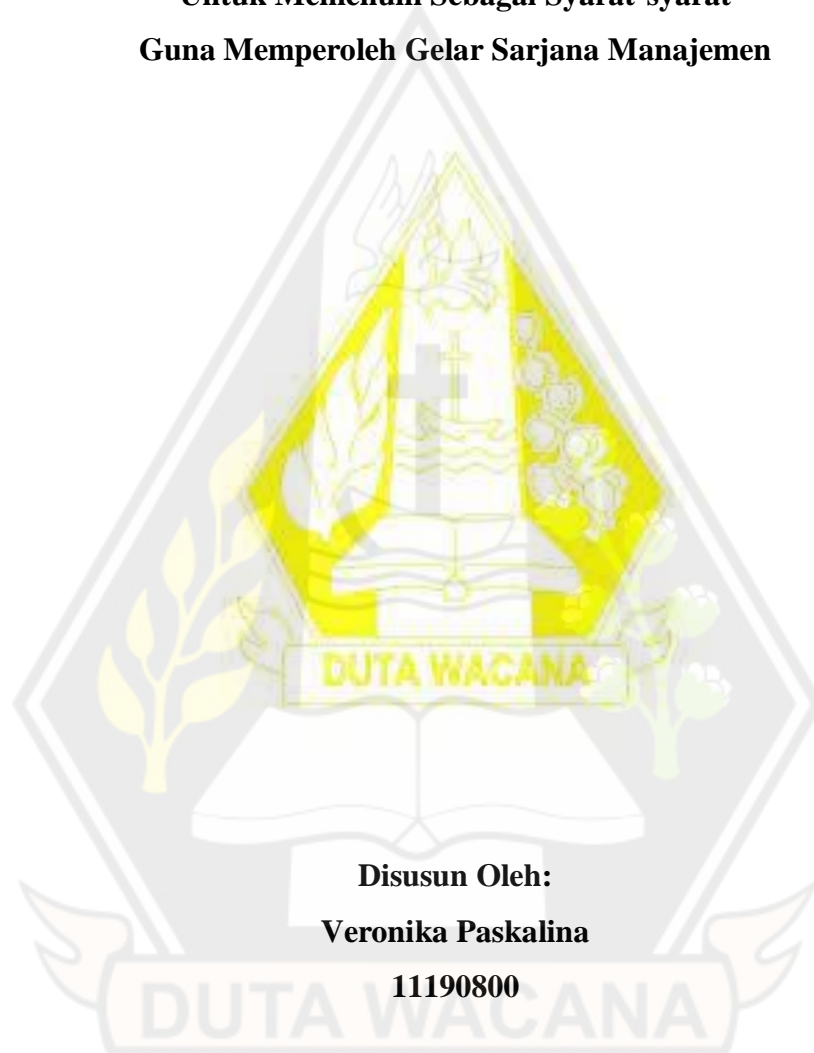 Untuk Memenuhi Sebagai Syarat-syarat
Guna Memperoleh Gelar Sarjana Manajemen
DUTA WACANA
Disusun Oleh:
Veronika Paskalina
11190800
DUTA WACANA